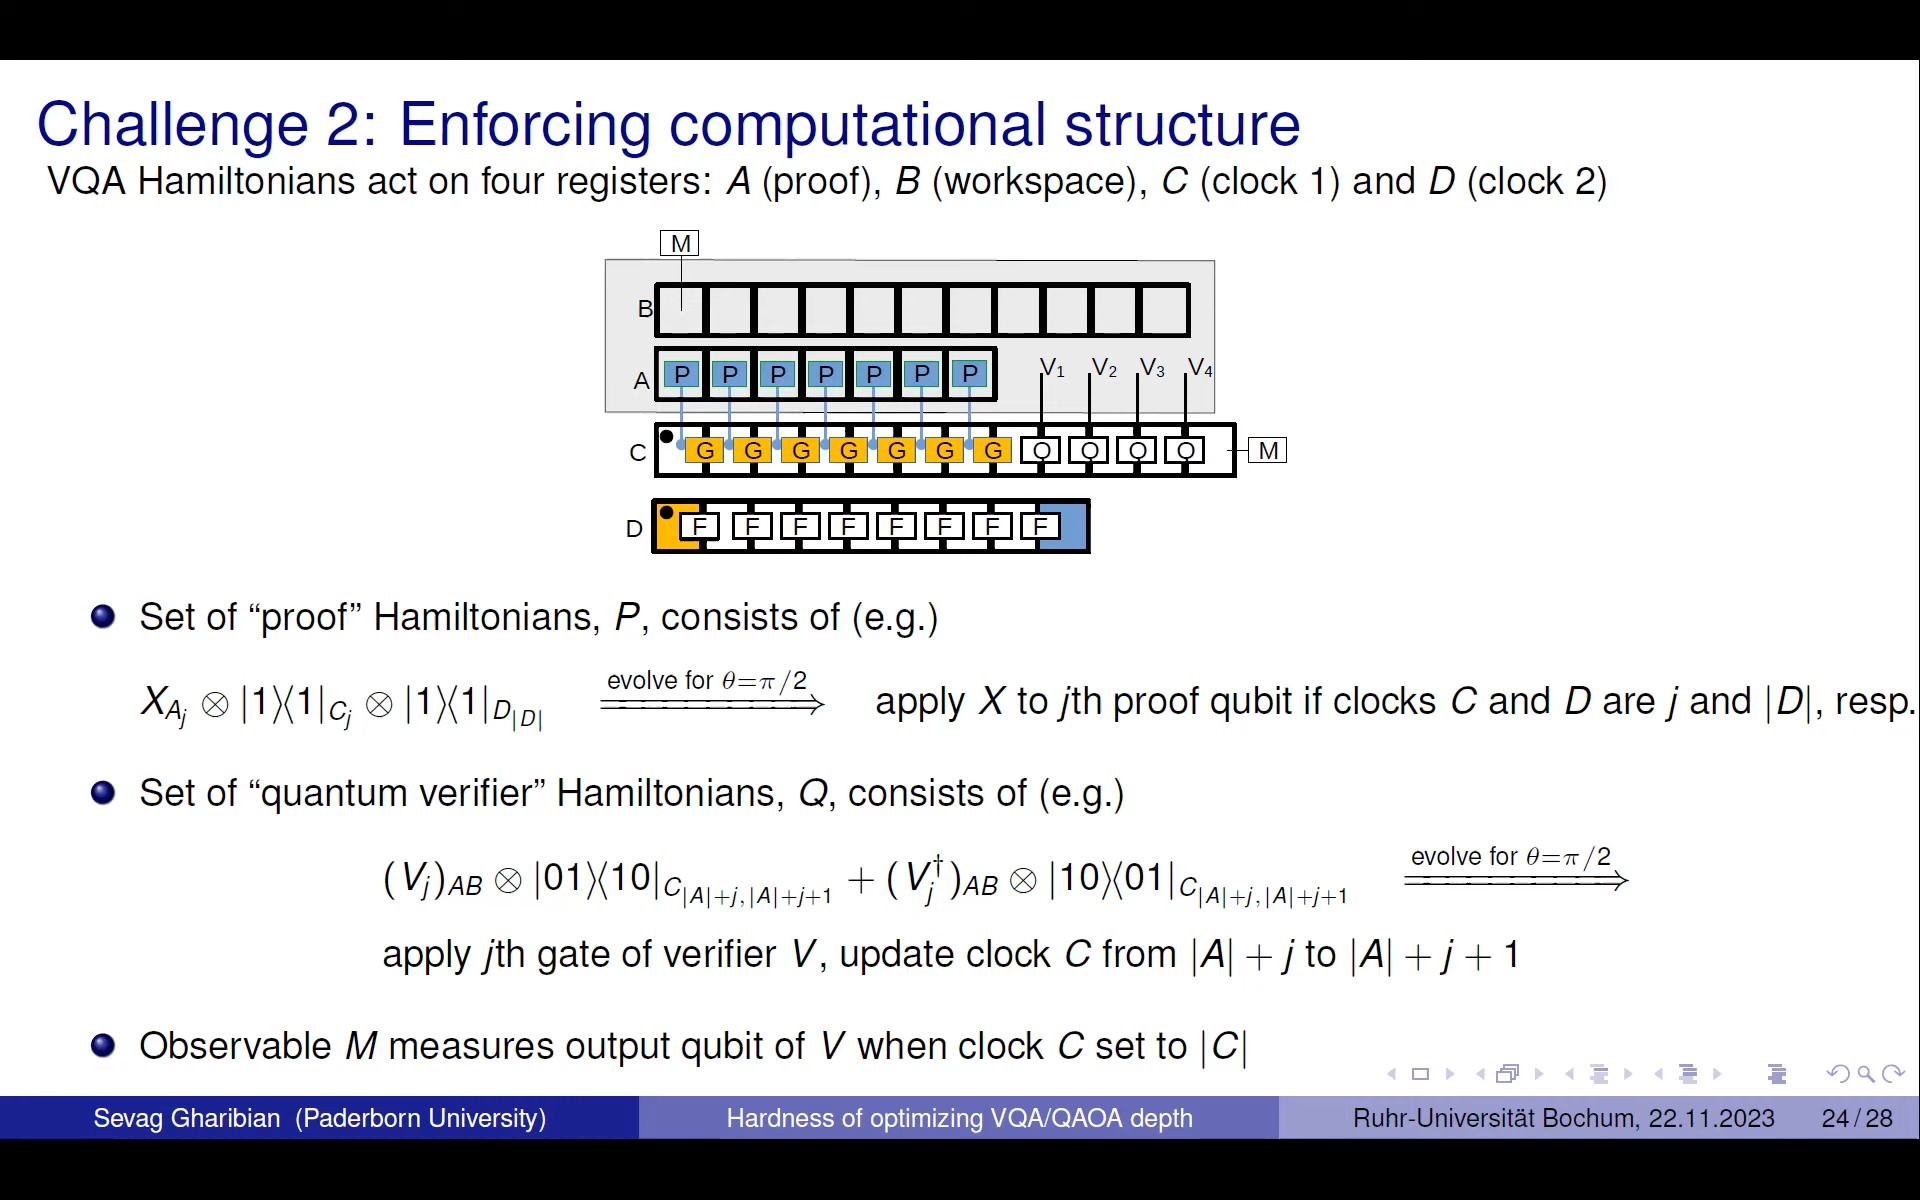 Challenge 2: Enforcing computational structure
VQA Hamiltonians act on four registers: A (proof), B (workspace), C (clock 1) and D (clock 2)
M
B
A P P P P P P P V₁ V₂ V₃ V₄
C G G G G G G G Q Q Q Q M
D F F F F F F F F
Set of “proof” Hamiltonians, P, consists of (e.g.)
X_{A_j} ⊗ |1⟩⟨1|_{C_j} ⊗ |1⟩⟨1|_{D_{|D|}} evolve for θ=π/2 ⟹ apply X to jth proof qubit if clocks C and D are j and |D|, resp.
Set of “quantum verifier” Hamiltonians, Q, consists of (e.g.)
(V_j)_{AB} ⊗ |01⟩⟨10|_{C_{|A|+j,|A|+j+1}} + (V_j^†)_{AB} ⊗ |10⟩⟨01|_{C_{|A|+j,|A|+j+1}} evolve for θ=π/2 ⟹
apply jth gate of verifier V, update clock C from |A| + j to |A| + j + 1
Observable M measures output qubit of V when clock C set to |C|
Sevag Gharibian (Paderborn University) Hardness of optimizing VQA/QAOA depth Ruhr-Universität Bochum, 22.11.2023 24 / 28